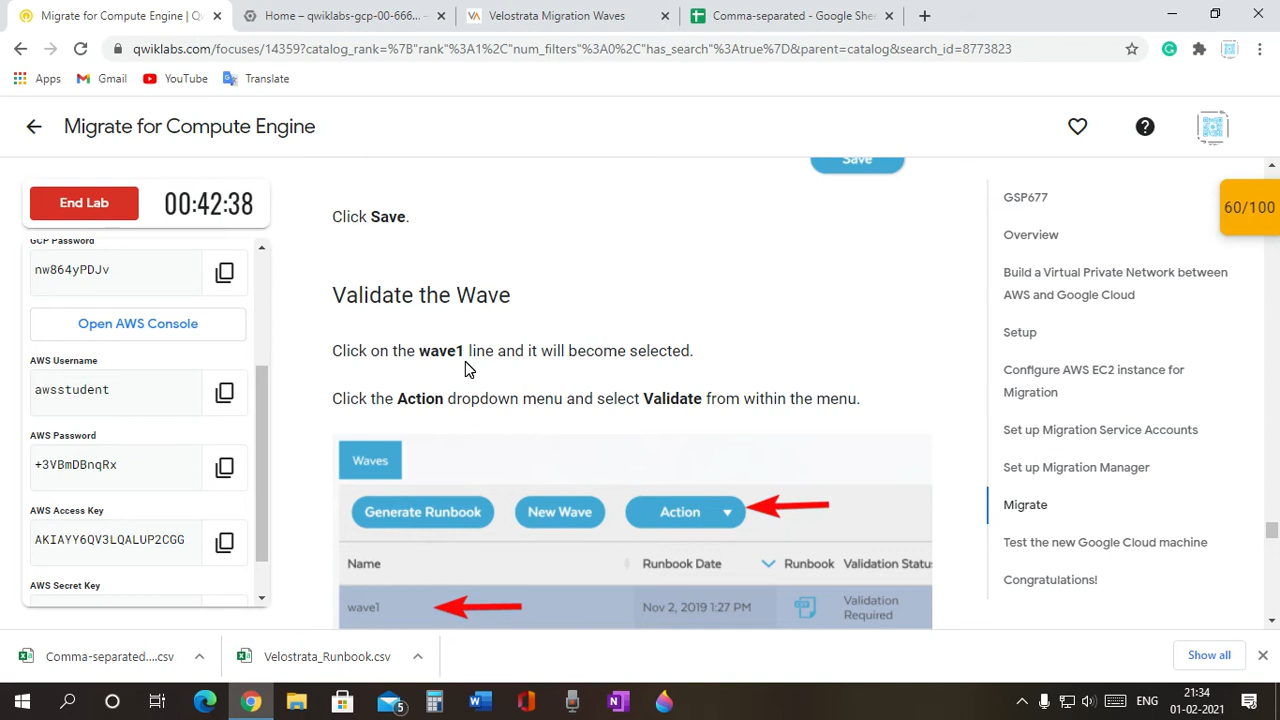 Migrate for Compute Engine | Qw
Home – qwiklabs-gcp-00-666...
Velostrata Migration Waves
Comma-separated - Google Shee
qwiklabs.com/focuses/14359?catalog_rank=%7B"rank"%3A1%2C"num_filters"%3A0%2C"has_search"%3Atrue%7D&parent=catalog&search_id=8773823
Apps
Gmail
YouTube
Translate
Migrate for Compute Engine
End Lab
00:42:38
GCP Password
nw864yPDJv
Open AWS Console
AWS Username
awsstudent
AWS Password
+3VBmDBnqRx
AWS Access Key
AKIAYY6QV3LQALUP2CGG
AWS Secret Key
Save
Click Save.
Validate the Wave
Click on the wave1 line and it will become selected.
Click the Action dropdown menu and select Validate from within the menu.
Waves
Generate Runbook
New Wave
Action
Name
Runbook Date
Runbook
Validation Statu
wave1
Nov 2, 2019 1:27 PM
Validation
Required
GSP677
60/100
Overview
Build a Virtual Private Network between
AWS and Google Cloud
Setup
Configure AWS EC2 instance for
Migration
Set up Migration Service Accounts
Set up Migration Manager
Migrate
Test the new Google Cloud machine
Congratulations!
Comma-separated....csv
Velostrata_Runbook.csv
Show all
5
ENG
21:34
01-02-2021